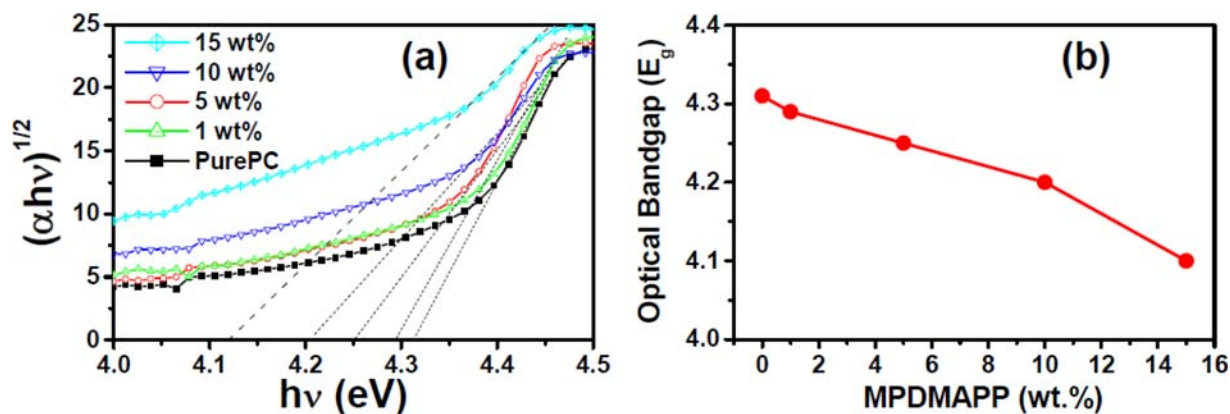 25
20
15
10
5
0
(αhν)^1/2
15 wt%
10 wt%
5 wt%
1 wt%
PurePC
(a)
4.0 4.1 4.2 4.3 4.4 4.5
hν (eV)
4.4
4.3
4.2
4.1
4.0
Optical Bandgap (E_g)
(b)
0 2 4 6 8 10 12 14 16
MPDMAPP (wt.%)